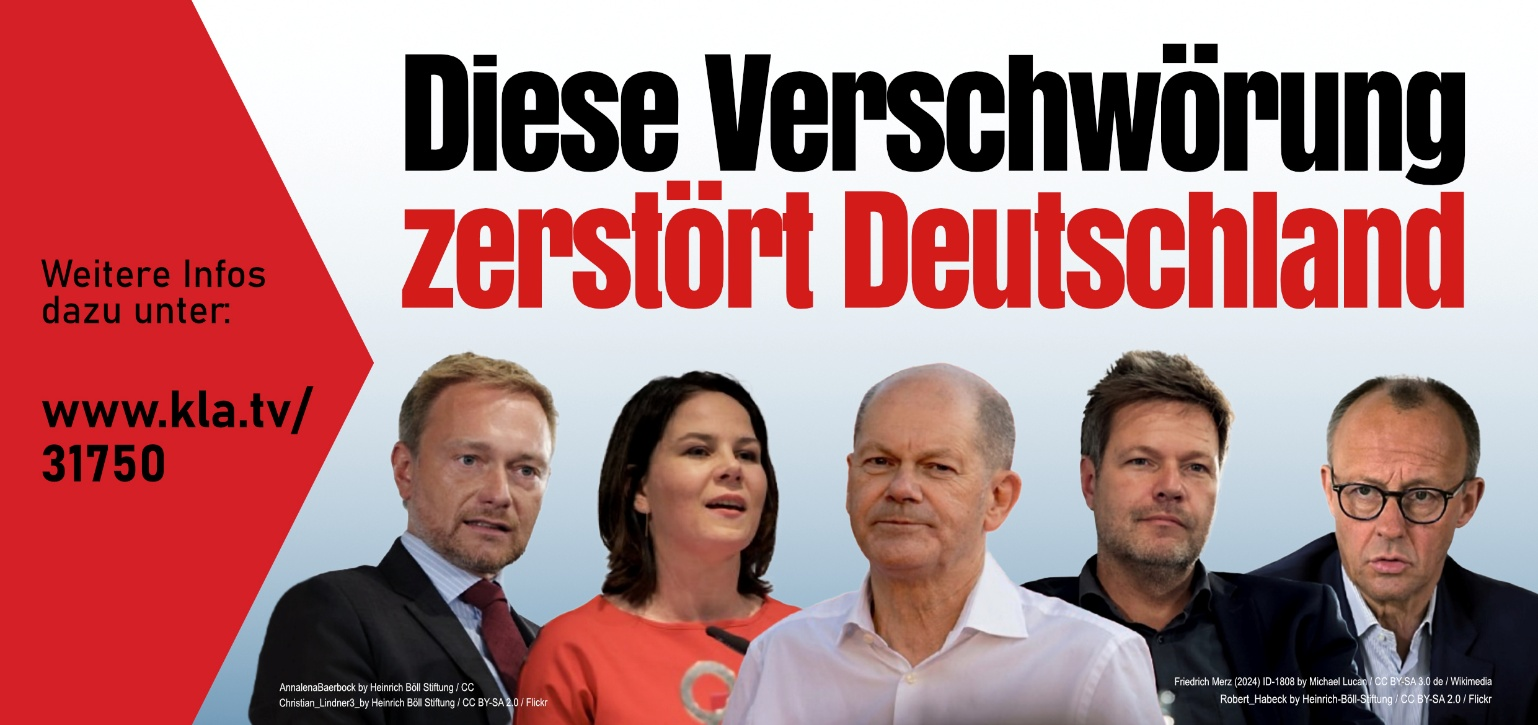 Diese Verschwörung
zerstört Deutschland
Weitere Infos
dazu unter:
www.kla.tv/
31750
AnnalenaBaerbock by Heinrich Böll Stiftung / CC
Christian_Lindner3_by Heinrich Böll Stiftung / CC BY-SA 2.0 / Flickr
Friedrich Merz (2024) ID-1808 by Michael Lucan / CC BY-SA 3.0 de / Wikimedia
Robert_Habeck by Heinrich-Böll-Stiftung / CC BY-SA 2.0 / Flickr